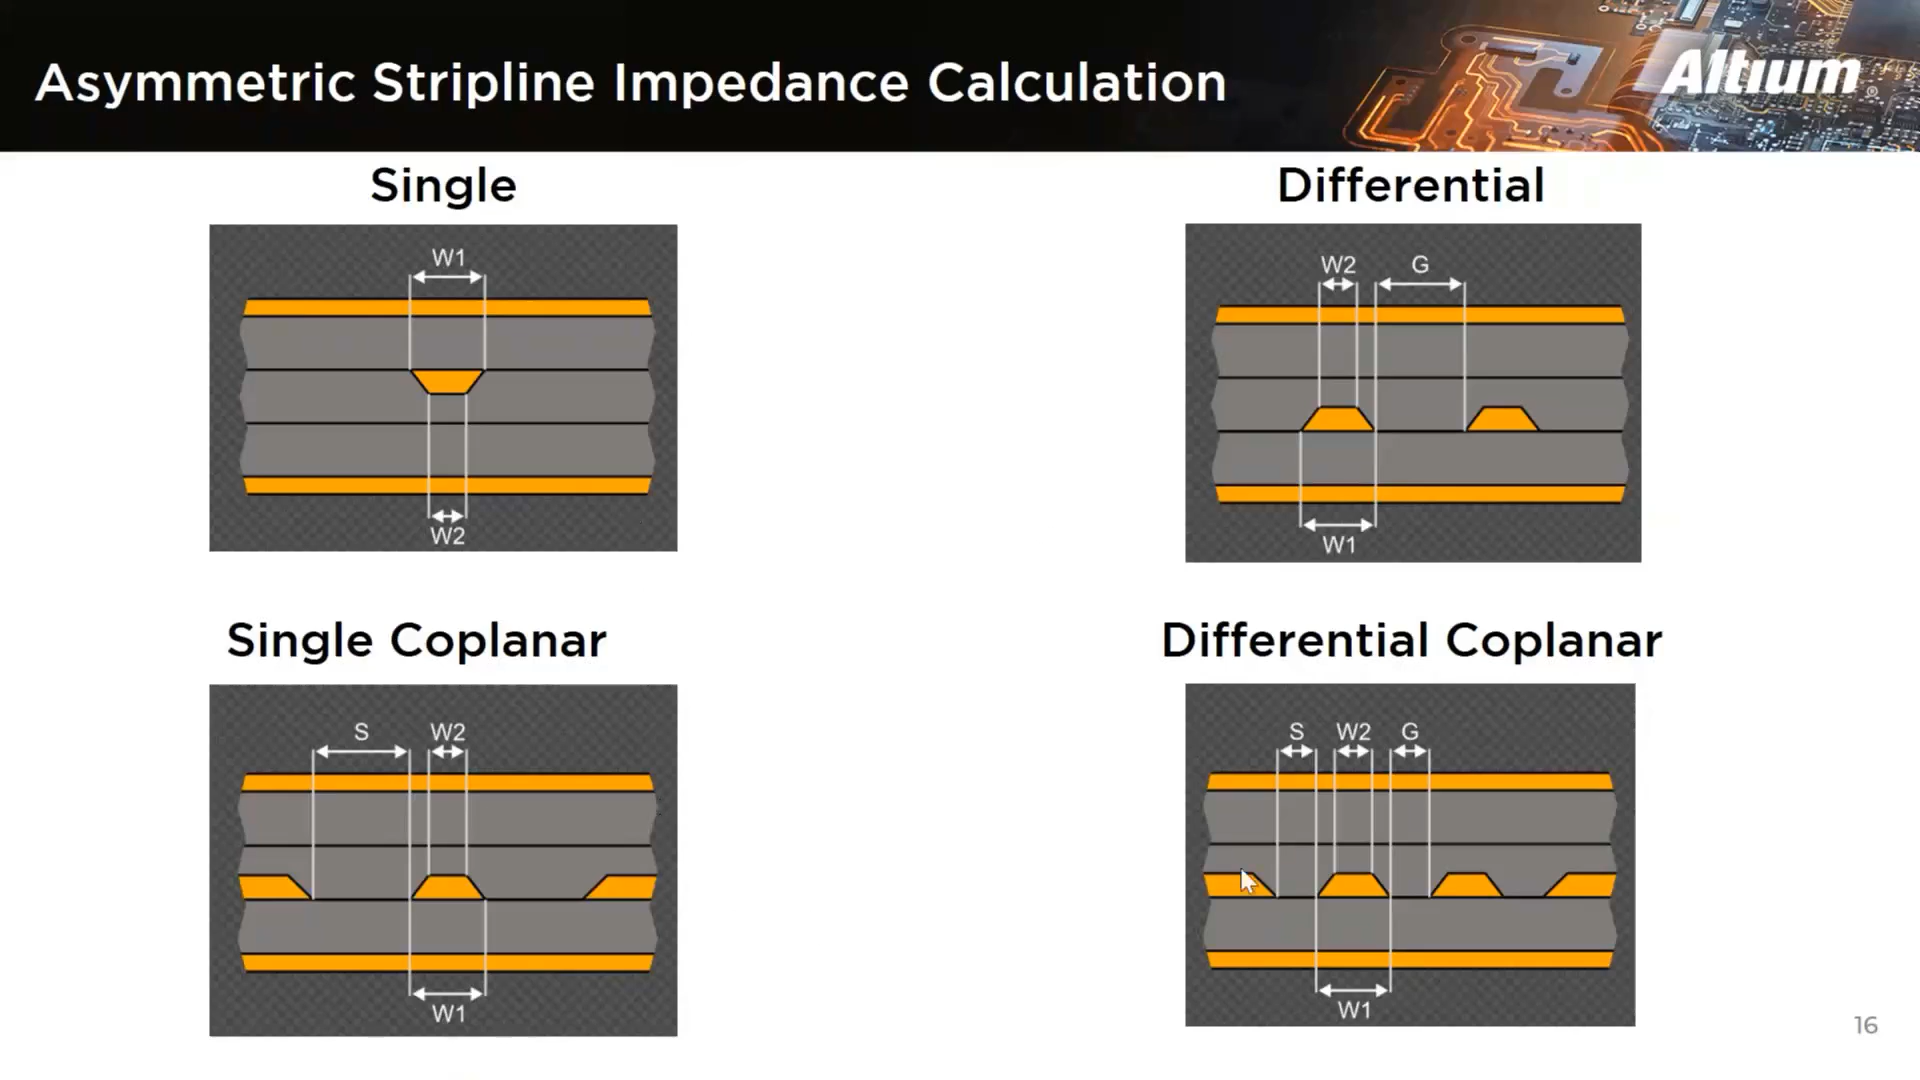 Asymmetric Stripline Impedance Calculation
Altium®
Single
W1
W2
Differential
W2 G
W1
Single Coplanar
S W2
W1
Differential Coplanar
S W2 G
W1
16